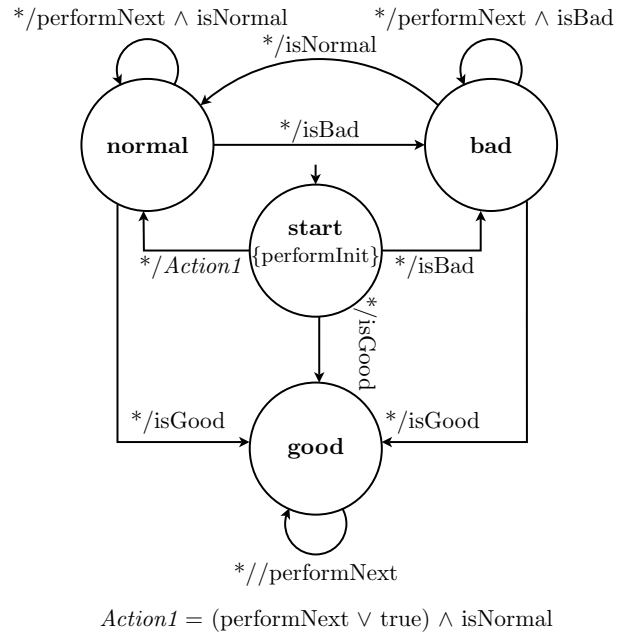 */performNext ∧ isNormal
*/performNext ∧ isBad
*/isNormal
*/isBad
normal
bad
start
{performInit}
*/Action1
*/isBad
*/isGood
*/isGood
*/isGood
good
*//performNext
Action1 = (performNext ∨ true) ∧ isNormal